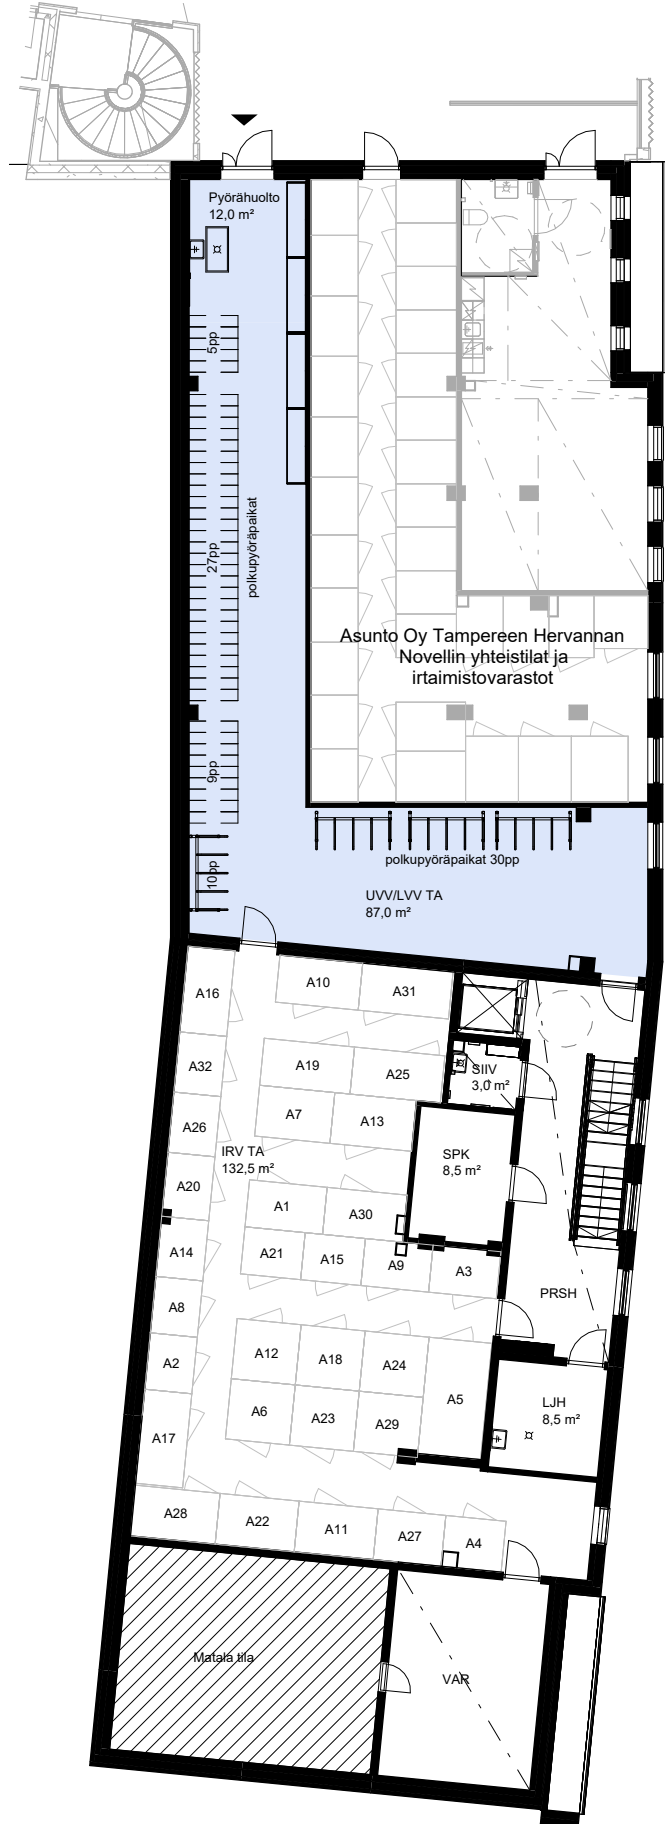 Pyörähuolto
12,0 m²
5pp
27pp
polkupyöräpaikat
9pp
10pp
Asunto Oy Tampereen Hervannan
Novellin yhteistilat ja
irtaimistovarastot
polkupyöräpaikat 30pp
UVV/LVV TA
87,0 m²
A16
A10
A31
A32
A19
A25
SIIV
3,0 m²
A26
A7
A13
IRV TA
132,5 m²
SPK
8,5 m²
A20
A1
A30
A14
A21
A15
A9
A3
A8
PRSH
A2
A12
A18
A24
A5
A17
A6
A23
A29
LJH
8,5 m²
A28
A22
A11
A27
A4
Matala tila
VAR